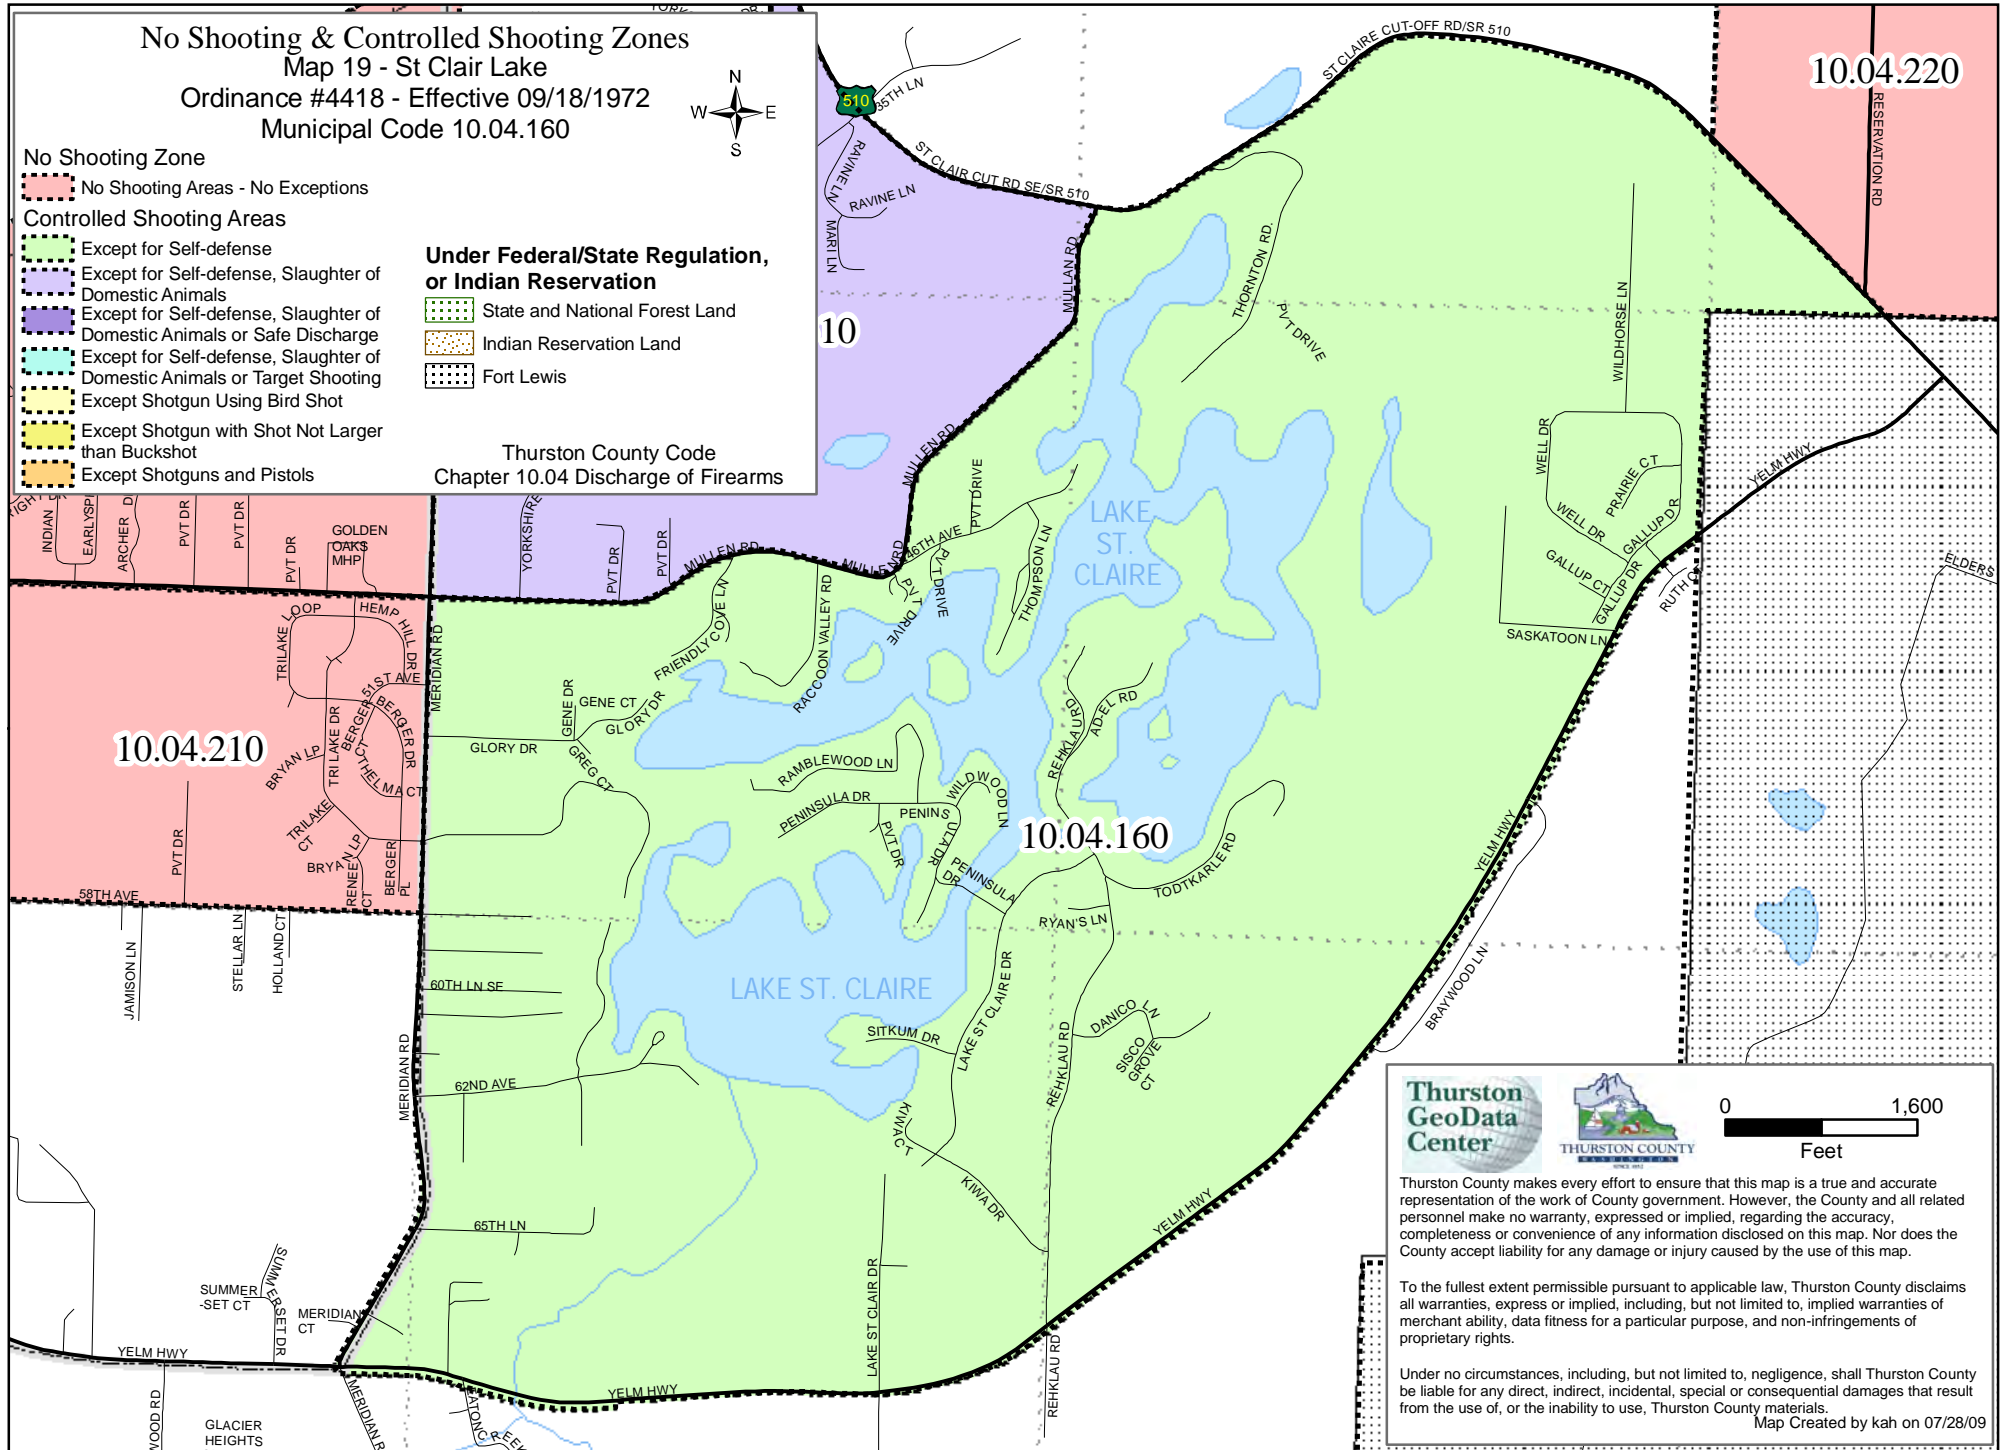 No Shooting & Controlled Shooting Zones
Map 19 - St Clair Lake
Ordinance #4418 - Effective 09/18/1972
Municipal Code 10.04.160
N
W
E
S
No Shooting Zone
No Shooting Areas - No Exceptions
Controlled Shooting Areas
Except for Self-defense
Except for Self-defense, Slaughter of
Domestic Animals
Except for Self-defense, Slaughter of
Domestic Animals or Safe Discharge
Except for Self-defense, Slaughter of
Domestic Animals or Target Shooting
Except Shotgun Using Bird Shot
Except Shotgun with Shot Not Larger
than Buckshot
Except Shotguns and Pistols
Under Federal/State Regulation,
or Indian Reservation
State and National Forest Land
Indian Reservation Land
Fort Lewis
Thurston County Code
Chapter 10.04 Discharge of Firearms
510
35TH LN
ST CLAIRE CUT-OFF RD/SR 510
10.04.220
RESERVATION RD
RAVINE LN
RAVINE LN
MARI LN
ST CLAIR CUT RD SE/SR 510
MULLAN RD
THORNTON RD.
PVT DRIVE
WILDHORSE LN
10
MULLEN RD
WELL DR
PRAIRIE CT
WELL DR
GALLUP DR
GALLUP CT
GALLUP DR
RUTH CT
SASKATOON LN
YELM HWY
ELDERS
INDIAN
EARLYSP
ARCHER D
PVT DR
PVT DR
PVT DR
GOLDEN
OAKS
MHP
YORKSHIRE
PVT DR
PVT DR
MULLEN RD
MULLEN RD
46TH AVE
PVT DRIVE
PVT DRIVE
PVT DRIVE
THOMPSON LN
LAKE
ST.
CLAIRE
TRILAKE LOOP
HEMP HILL DR
51ST AVE
BERGER CT
BERGER DR
TRI LAKE DR
THELMA CT
BRYAN LP
TRILAKE
CT
BRYAN LP
RENEE
CT
BERGER
PL
MERIDIAN RD
10.04.210
PVT DR
58TH AVE
FRIENDLY COVE LN
RACCOON VALLEY RD
GENE DR
GENE CT
GLORY DR
GLORY DR
GREG CT
RAMBLEWOOD LN
PENINSULA DR
PENINSULA DR
PVT DR
WILDWOOD LN
PENINSULA
DR
REHKLAU RD
AD-EL RD
10.04.160
TODTKARLE RD
RYAN'S LN
YELM HWY
BRAYWOOD LN
JAMISON LN
STELLAR LN
HOLLAND CT
60TH LN SE
LAKE ST. CLAIRE
LAKE ST CLAIRE DR
SITKUM DR
DANICO LN
SISCO
GROVE
CT
REHKLAU RD
MERIDIAN RD
62ND AVE
KIWA CT
KIWA DR
65TH LN
LAKE ST CLAIR DR
YELM HWY
SUMMERSET DR
SUMMER
-SET CT
MERIDIAN
CT
YELM HWY
YELM HWY
REHKLAU RD
WOOD RD
GLACIER
HEIGHTS
MERIDIAN R
EATON CREEK
Thurston
GeoData
Center
THURSTON COUNTY
WASHINGTON
SINCE 1852
0
1,600
Feet
Thurston County makes every effort to ensure that this map is a true and accurate
representation of the work of County government. However, the County and all related
personnel make no warranty, expressed or implied, regarding the accuracy,
completeness or convenience of any information disclosed on this map. Nor does the
County accept liability for any damage or injury caused by the use of this map.
To the fullest extent permissible pursuant to applicable law, Thurston County disclaims
all warranties, express or implied, including, but not limited to, implied warranties of
merchant ability, data fitness for a particular purpose, and non-infringements of
proprietary rights.
Under no circumstances, including, but not limited to, negligence, shall Thurston County
be liable for any direct, indirect, incidental, special or consequential damages that result
from the use of, or the inability to use, Thurston County materials.
Map Created by kah on 07/28/09